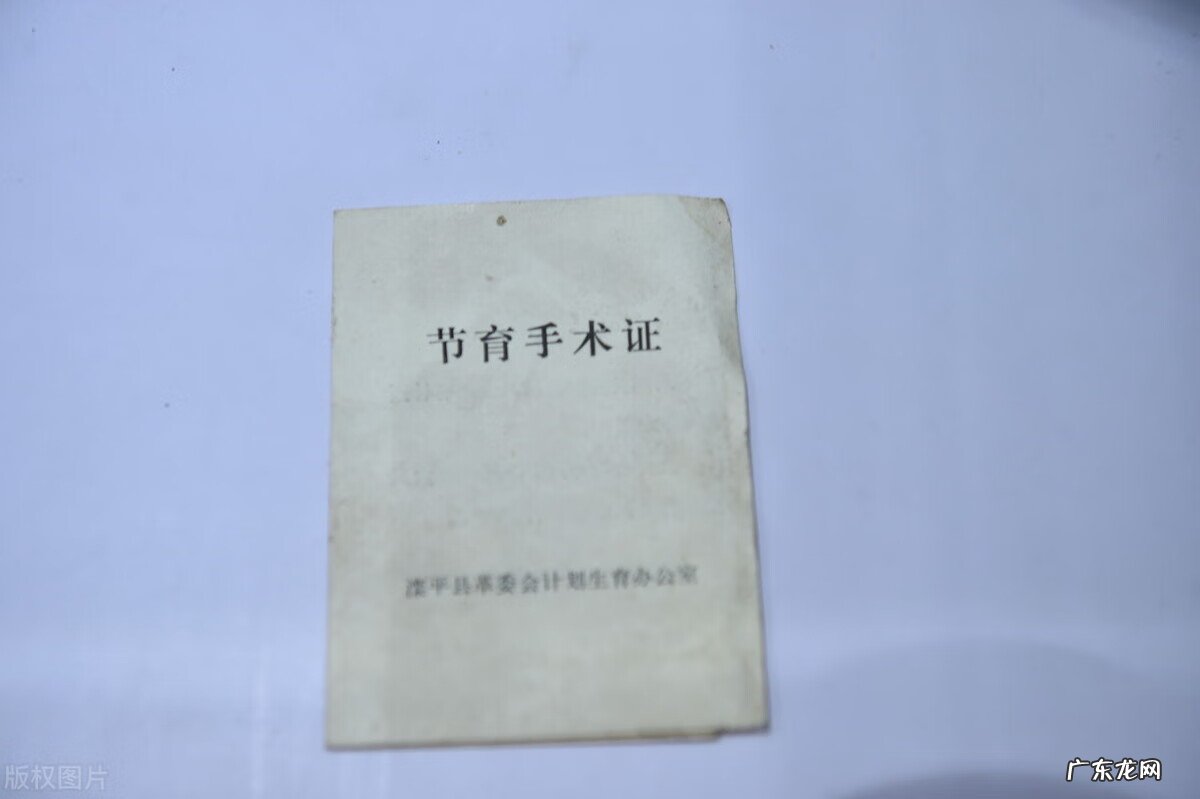 节育手术证
滦平县革委会计划生育办公室
版权图片
广东龙网